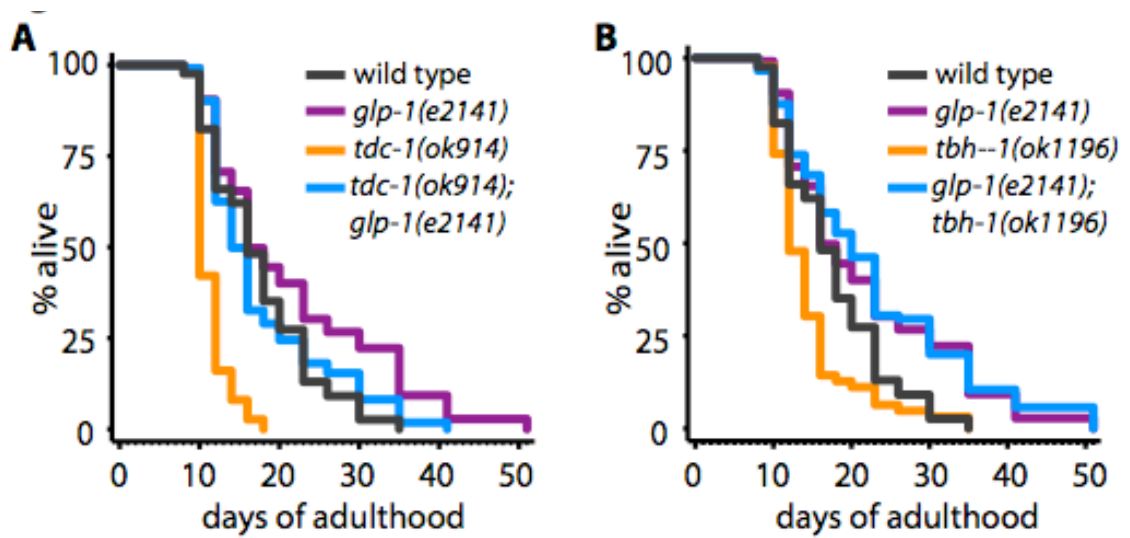 A
B
100
75
50
25
0
% alive
wild type
glp-1(e2141)
tdc-1(ok914)
tdc-1(ok914);
glp-1(e2141)
0 10 20 30 40 50
days of adulthood
100
75
50
25
0
% alive
wild type
glp-1(e2141)
tbh--1(ok1196)
glp-1(e2141);
tbh-1(ok1196)
0 10 20 30 40 50
days of adulthood